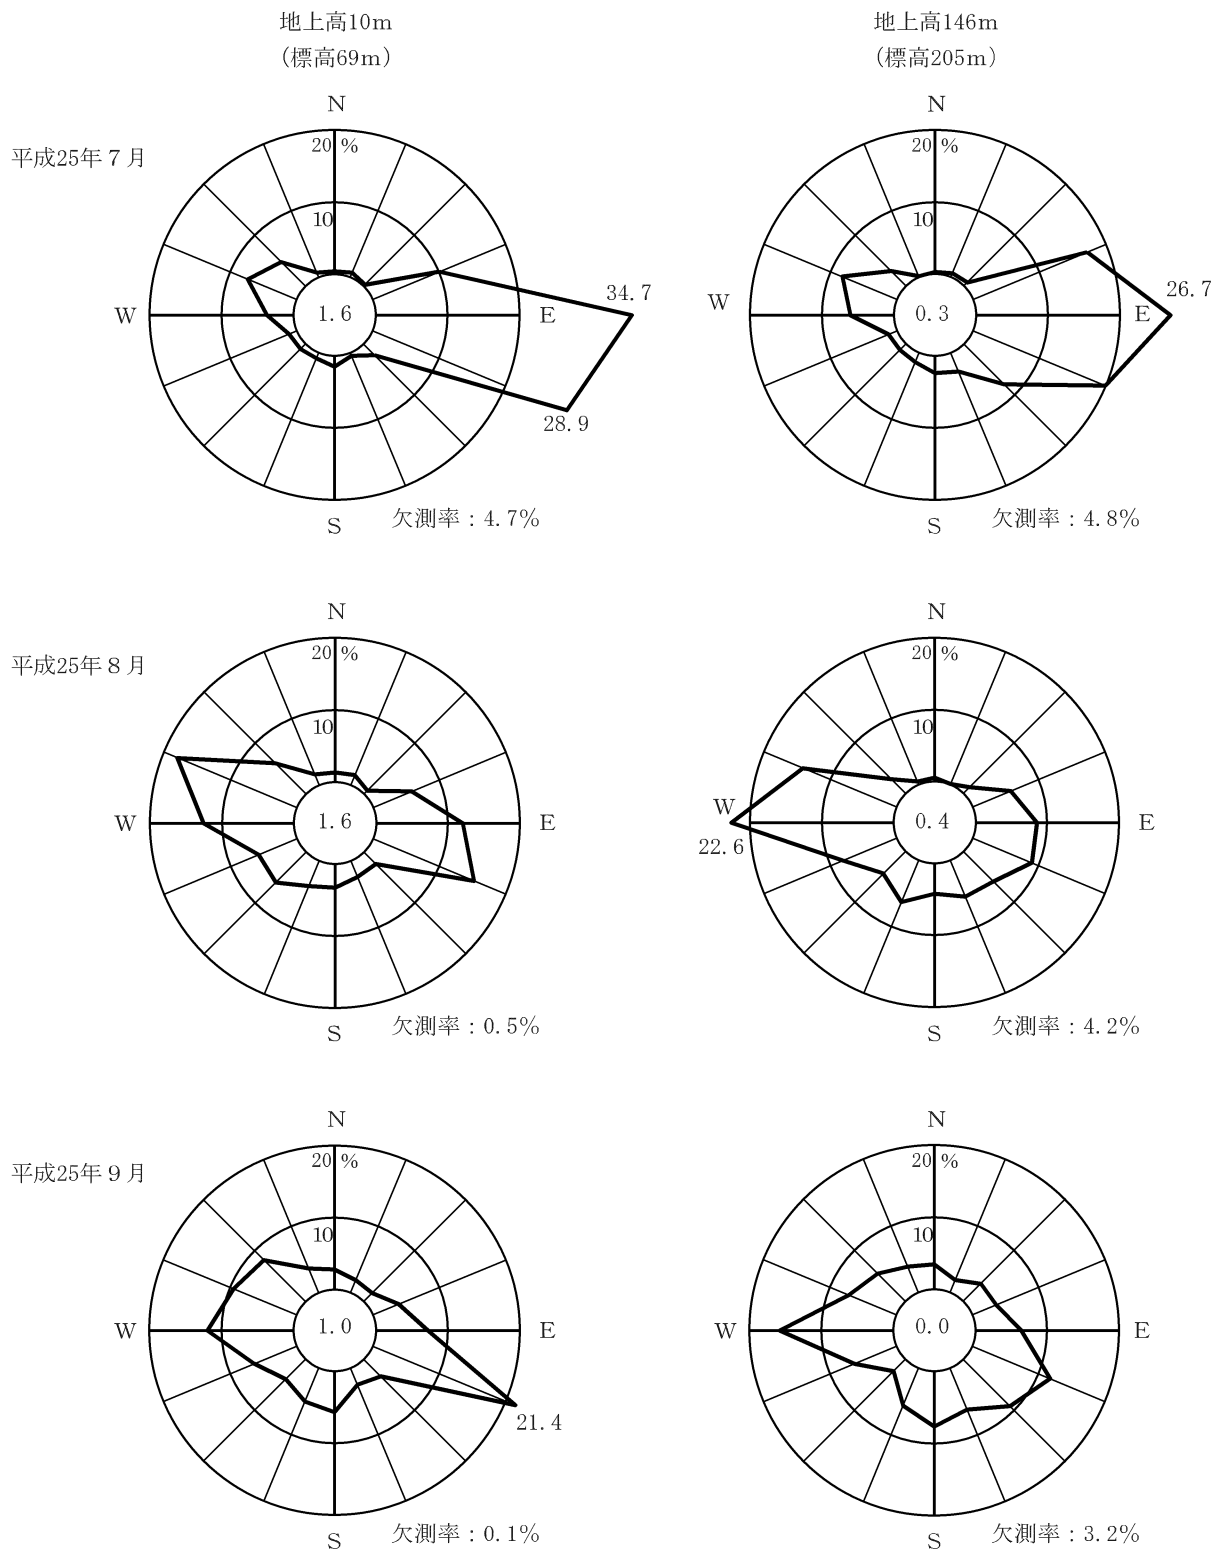 地上高10m
(標高69m)
地上高146m
(標高205m)
平成25年7月
N
20 %
10
W
1.6
E
34.7
28.9
S
欠測率：4.7%
N
20 %
10
W
0.3
E
26.7
S
欠測率：4.8%
平成25年8月
N
20 %
10
W
1.6
E
S
欠測率：0.5%
N
20 %
10
W
22.6
0.4
E
S
欠測率：4.2%
平成25年9月
N
20 %
10
W
1.0
E
21.4
S
欠測率：0.1%
N
20 %
10
W
0.0
E
S
欠測率：3.2%